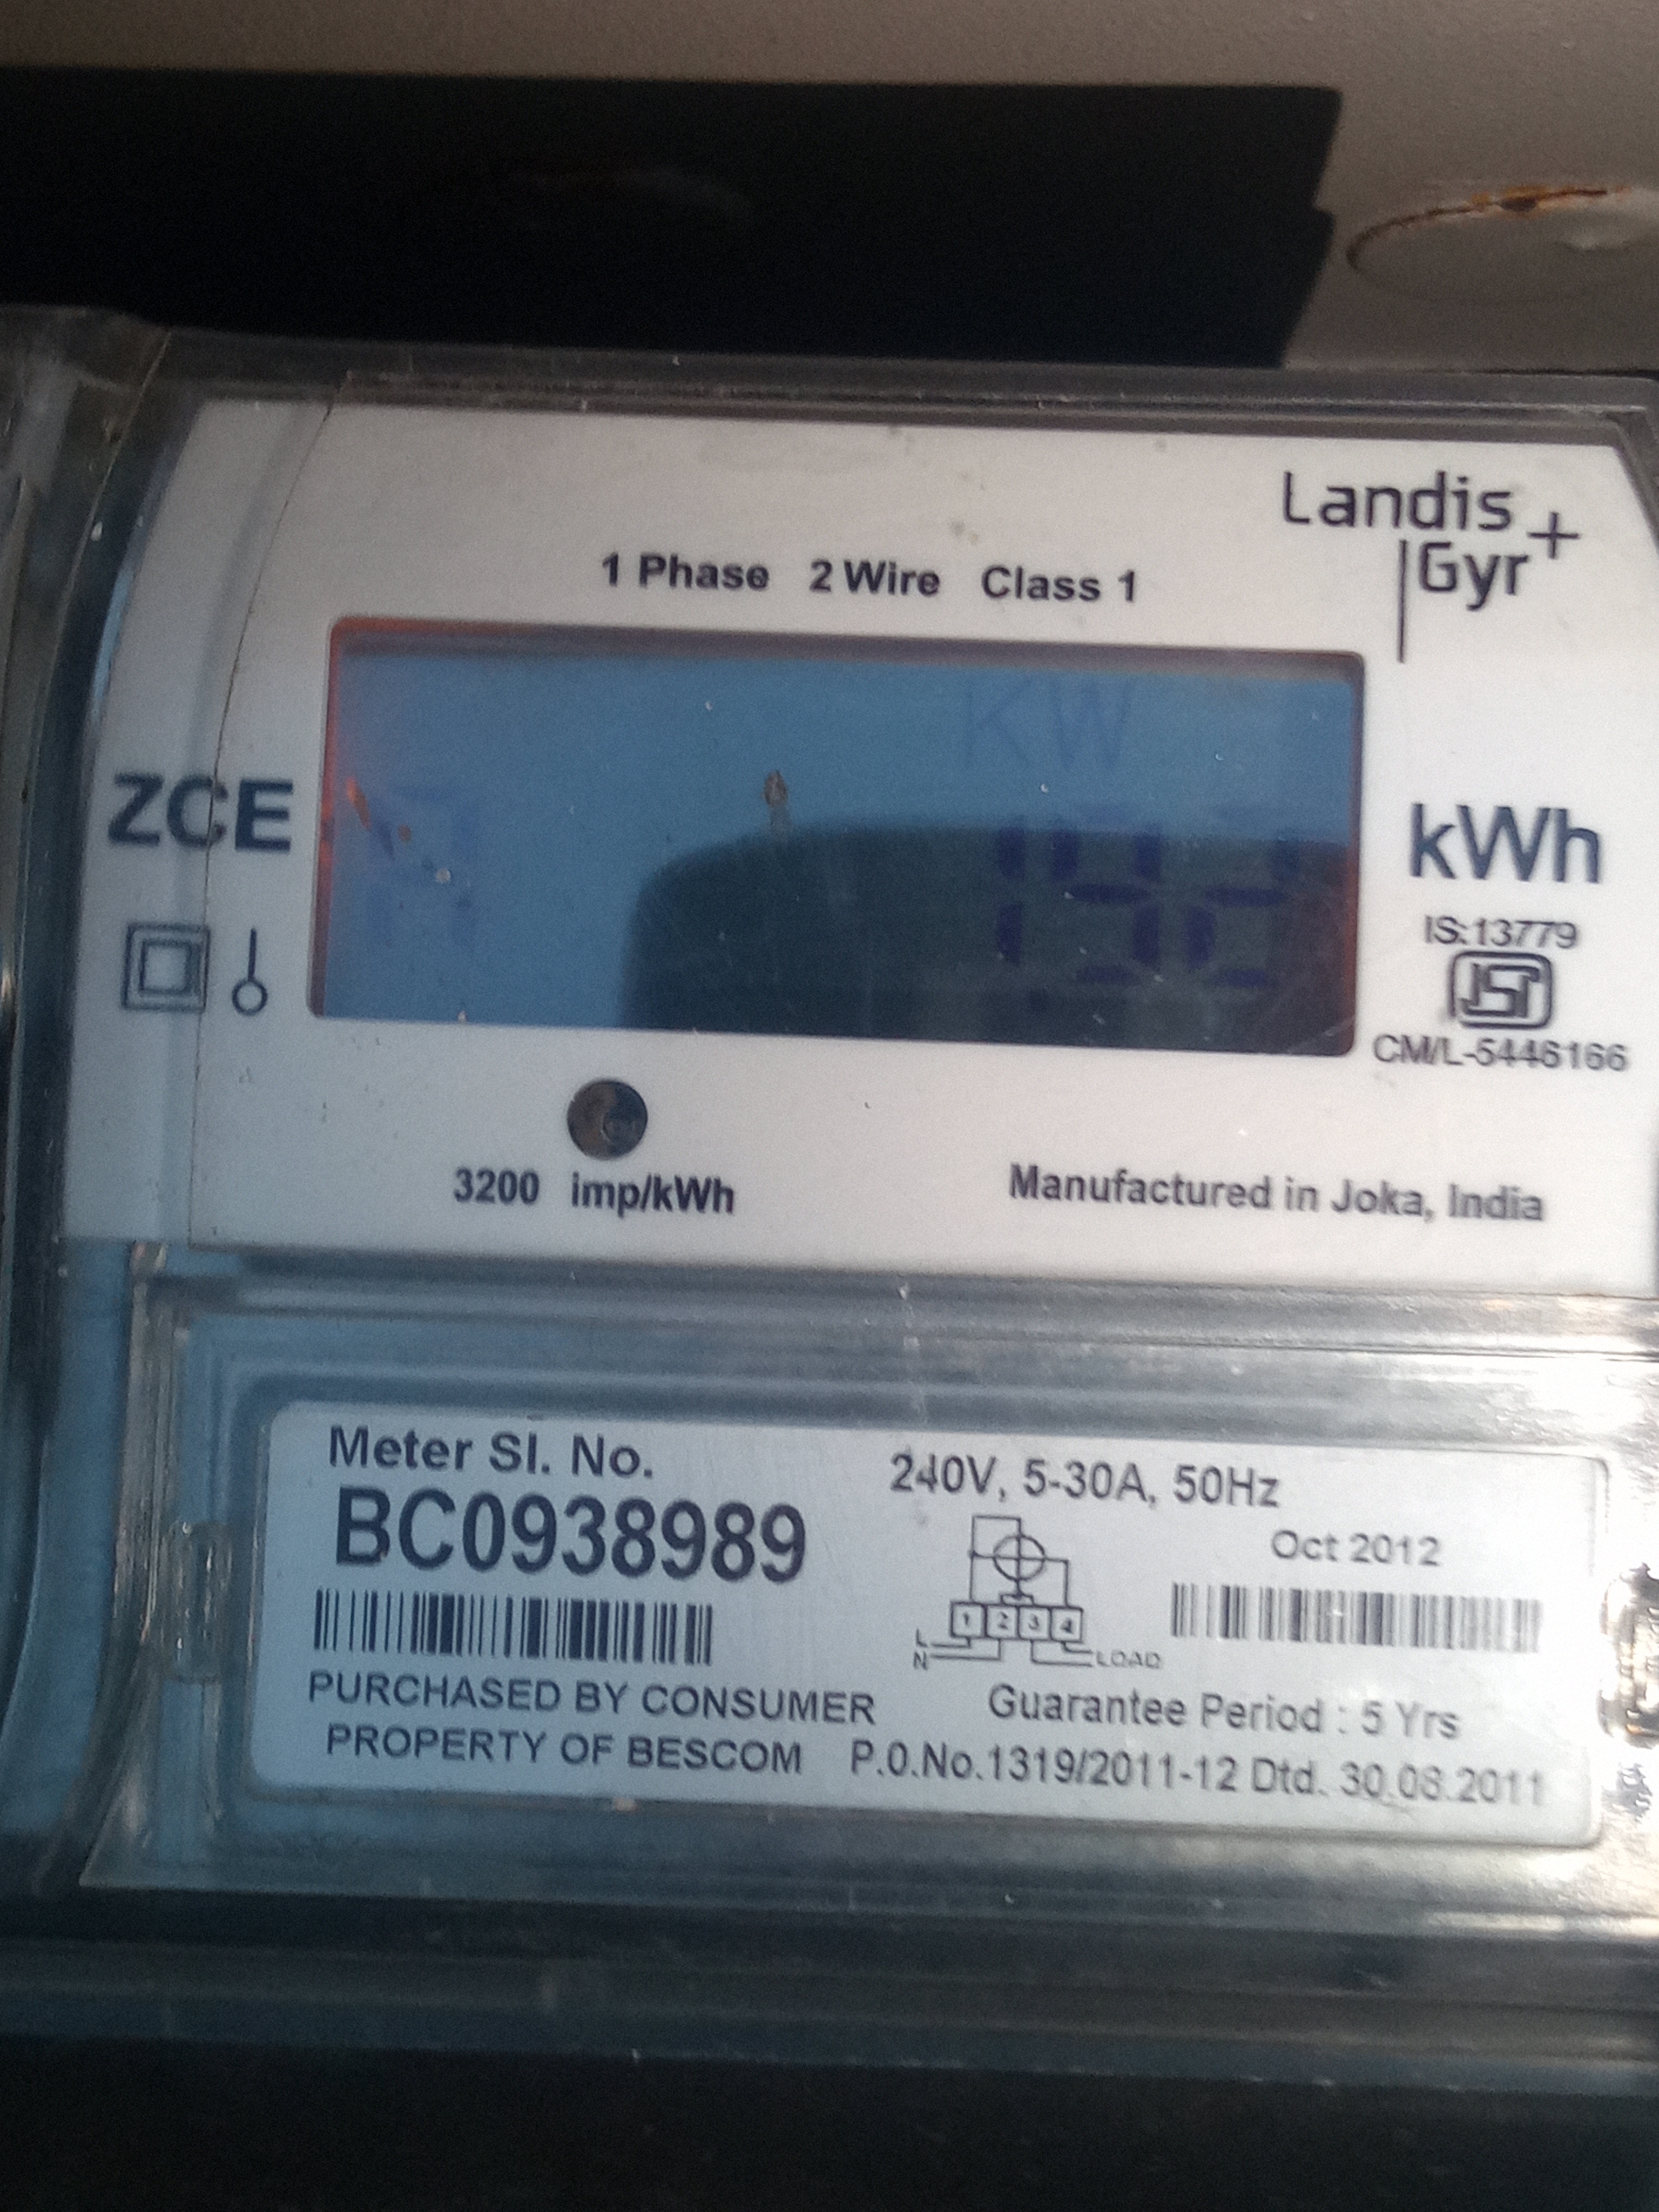 Landis
Gyr+
1 Phase 2 Wire Class 1
KW
ZCE
kWh
IS:13779
ISI
CM/L-5446166
3200 imp/kWh
Manufactured in Joka, India
Meter Sl. No.
BC0938989
240V, 5-30A, 50Hz
Oct 2012
1 2 3 4
L
N
LOAD
PURCHASED BY CONSUMER
Guarantee Period : 5 Yrs
PROPERTY OF BESCOM P.O.No.1319/2011-12 Dtd. 30.08.2011